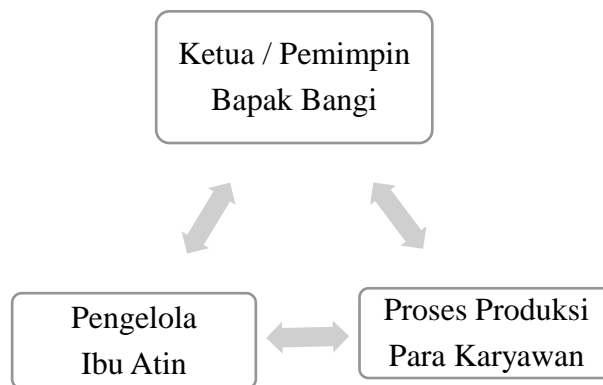 Ketua / Pemimpin
Bapak Bangi
Pengelola
Ibu Atin
Proses Produksi
Para Karyawan